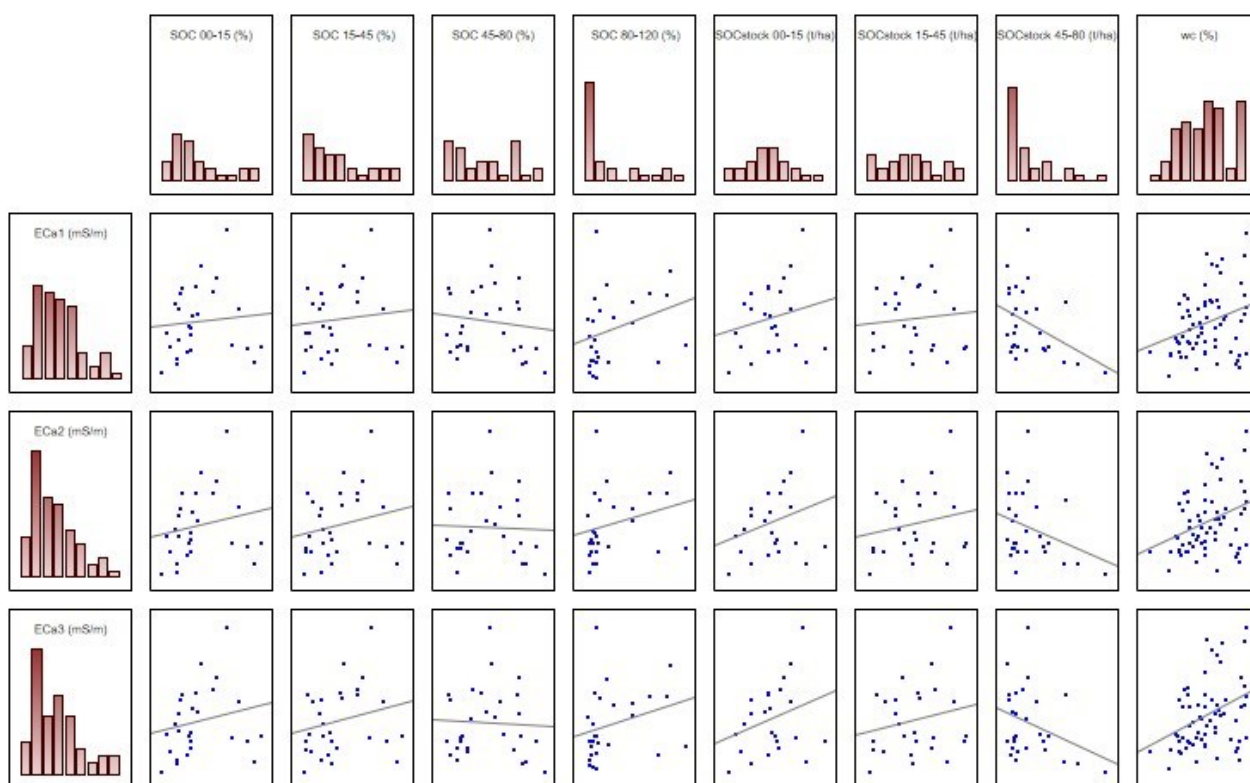 SOC 00-15 (%)
SOC 15-45 (%)
SOC 45-80 (%)
SOC 80-120 (%)
SOCstock 00-15 (t/ha)
SOCstock 15-45 (t/ha)
SOCstock 45-80 (t/ha)
wc (%)
ECa1 (mS/m)
ECa2 (mS/m)
ECa3 (mS/m)